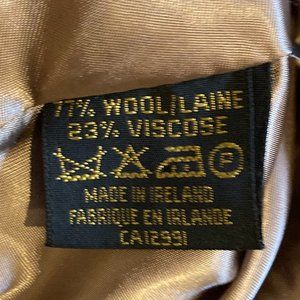 77% WOOL/LAINE
23% VISCOSE
F
MADE IN IRELAND
FABRIQUE EN IRLANDE
CA12991